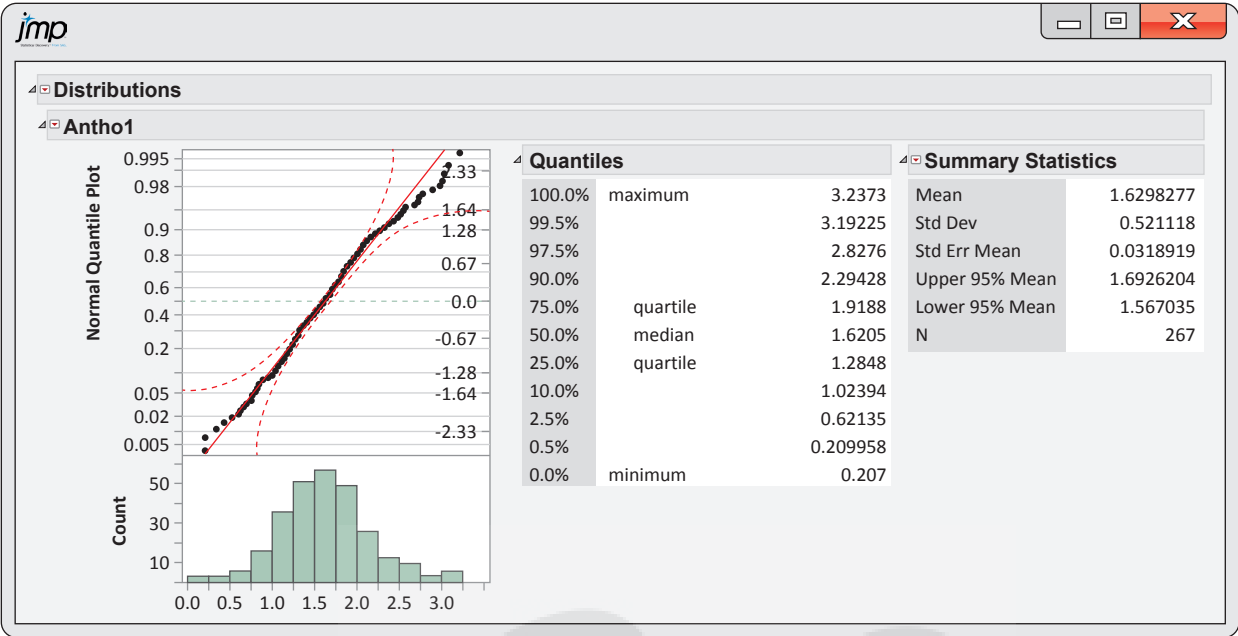 jmp
Distributions
Antho1
Normal Quantile Plot
0.995
0.98
0.9
0.8
0.6
0.4
0.2
0.05
0.02
0.005
2.33
1.64
1.28
0.67
0.0
-0.67
-1.28
-1.64
-2.33
Count
50
30
10
0.0 0.5 1.0 1.5 2.0 2.5 3.0
Quantiles
100.0% maximum 3.2373
99.5% 3.19225
97.5% 2.8276
90.0% 2.29428
75.0% quartile 1.9188
50.0% median 1.6205
25.0% quartile 1.2848
10.0% 1.02394
2.5% 0.62135
0.5% 0.209958
0.0% minimum 0.207
Summary Statistics
Mean 1.6298277
Std Dev 0.521118
Std Err Mean 0.0318919
Upper 95% Mean 1.6926204
Lower 95% Mean 1.567035
N 267